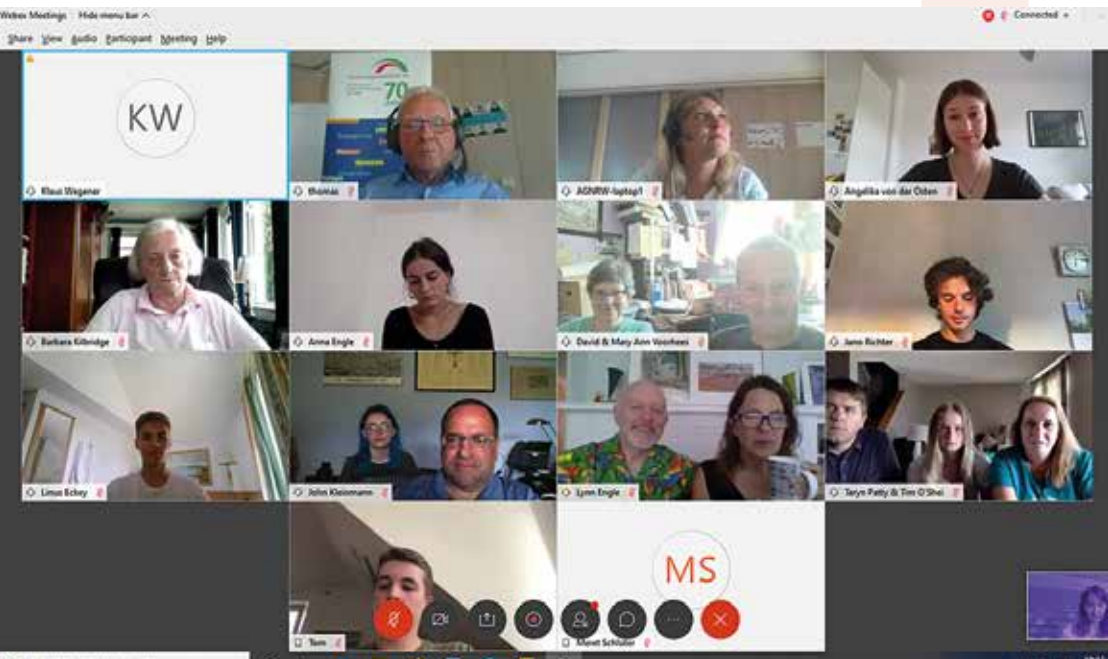 Webex Meetings Hide menu bar
Connected
Share View Audio Participant Meeting Help
KW
Klaus Wegener
70
thomas
AGNRW-laptop1
Angelika von der Osten
Barbara Kilbridge
Anna Engle
David & Mary Ann Voorhees
Jano Richter
Linus Eckey
John Kleinmann
Lynn Engle
Taryn Patty & Tim O'Shei
MS
Tom
Meret Schlüter